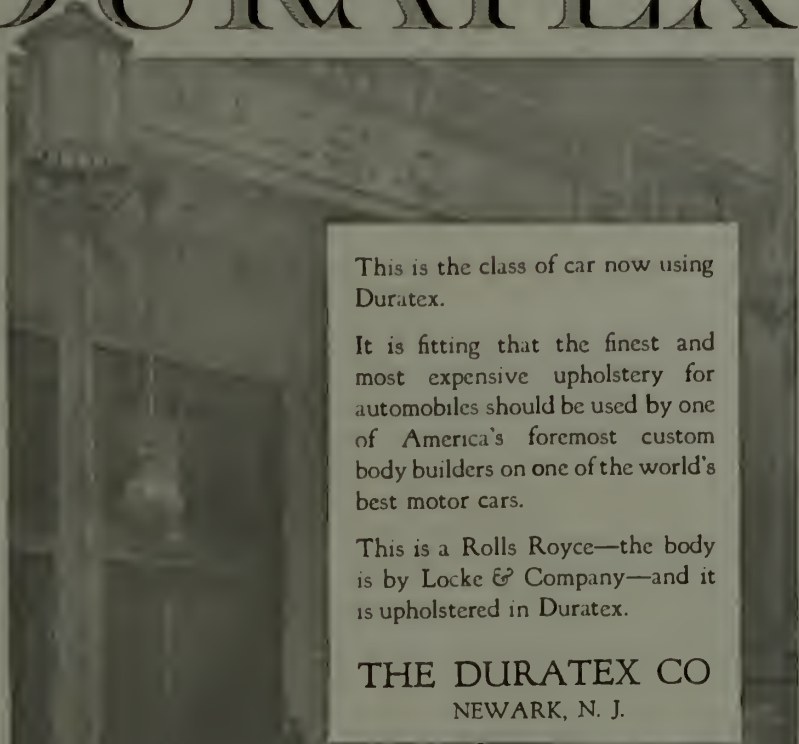 DURATEX
This is the class of car now using
Duratex.
It is fitting that the finest and
most expensive upholstery for
automobiles should be used by one
of America's foremost custom
body builders on one of the world's
best motor cars.
This is a Rolls Royce—the body
is by Locke & Company—and it
is upholstered in Duratex.
THE DURATEX CO
NEWARK, N. J.